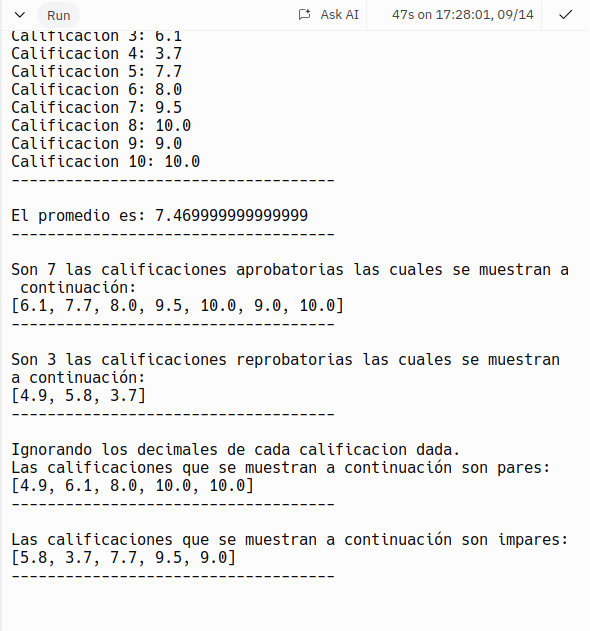 Run
Ask AI
47s on 17:28:01, 09/14
Calificacion 3: 6.1
Calificacion 4: 3.7
Calificacion 5: 7.7
Calificacion 6: 8.0
Calificacion 7: 9.5
Calificacion 8: 10.0
Calificacion 9: 9.0
Calificacion 10: 10.0
------------------------------------
El promedio es: 7.469999999999999
------------------------------------
Son 7 las calificaciones aprobatorias las cuales se muestran a
continuación:
[6.1, 7.7, 8.0, 9.5, 10.0, 9.0, 10.0]
------------------------------------
Son 3 las calificaciones reprobatorias las cuales se muestran
a continuación:
[4.9, 5.8, 3.7]
------------------------------------
Ignorando los decimales de cada calificacion dada.
Las calificaciones que se muestran a continuación son pares:
[4.9, 6.1, 8.0, 10.0, 10.0]
------------------------------------
Las calificaciones que se muestran a continuación son impares:
[5.8, 3.7, 7.7, 9.5, 9.0]
------------------------------------